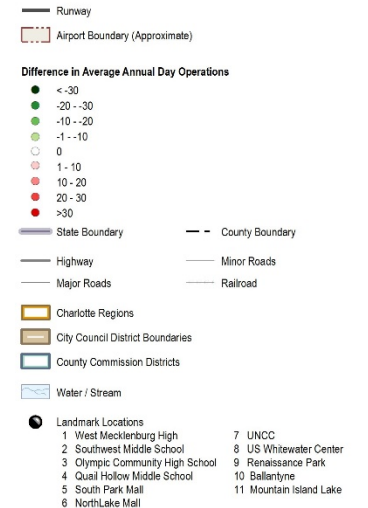 Runway
Airport Boundary (Approximate)
Difference in Average Annual Day Operations
< -30
-20 - -30
-10 - -20
-1 - -10
0
1 - 10
10 - 20
20 - 30
>30
State Boundary
County Boundary
Highway
Minor Roads
Major Roads
Railroad
Charlotte Regions
City Council District Boundaries
County Commission Districts
Water / Stream
Landmark Locations
1 West Mecklenburg High
2 Southwest Middle School
3 Olympic Community High School
4 Quail Hollow Middle School
5 South Park Mall
6 NorthLake Mall
7 UNCC
8 US Whitewater Center
9 Renaissance Park
10 Ballantyne
11 Mountain Island Lake